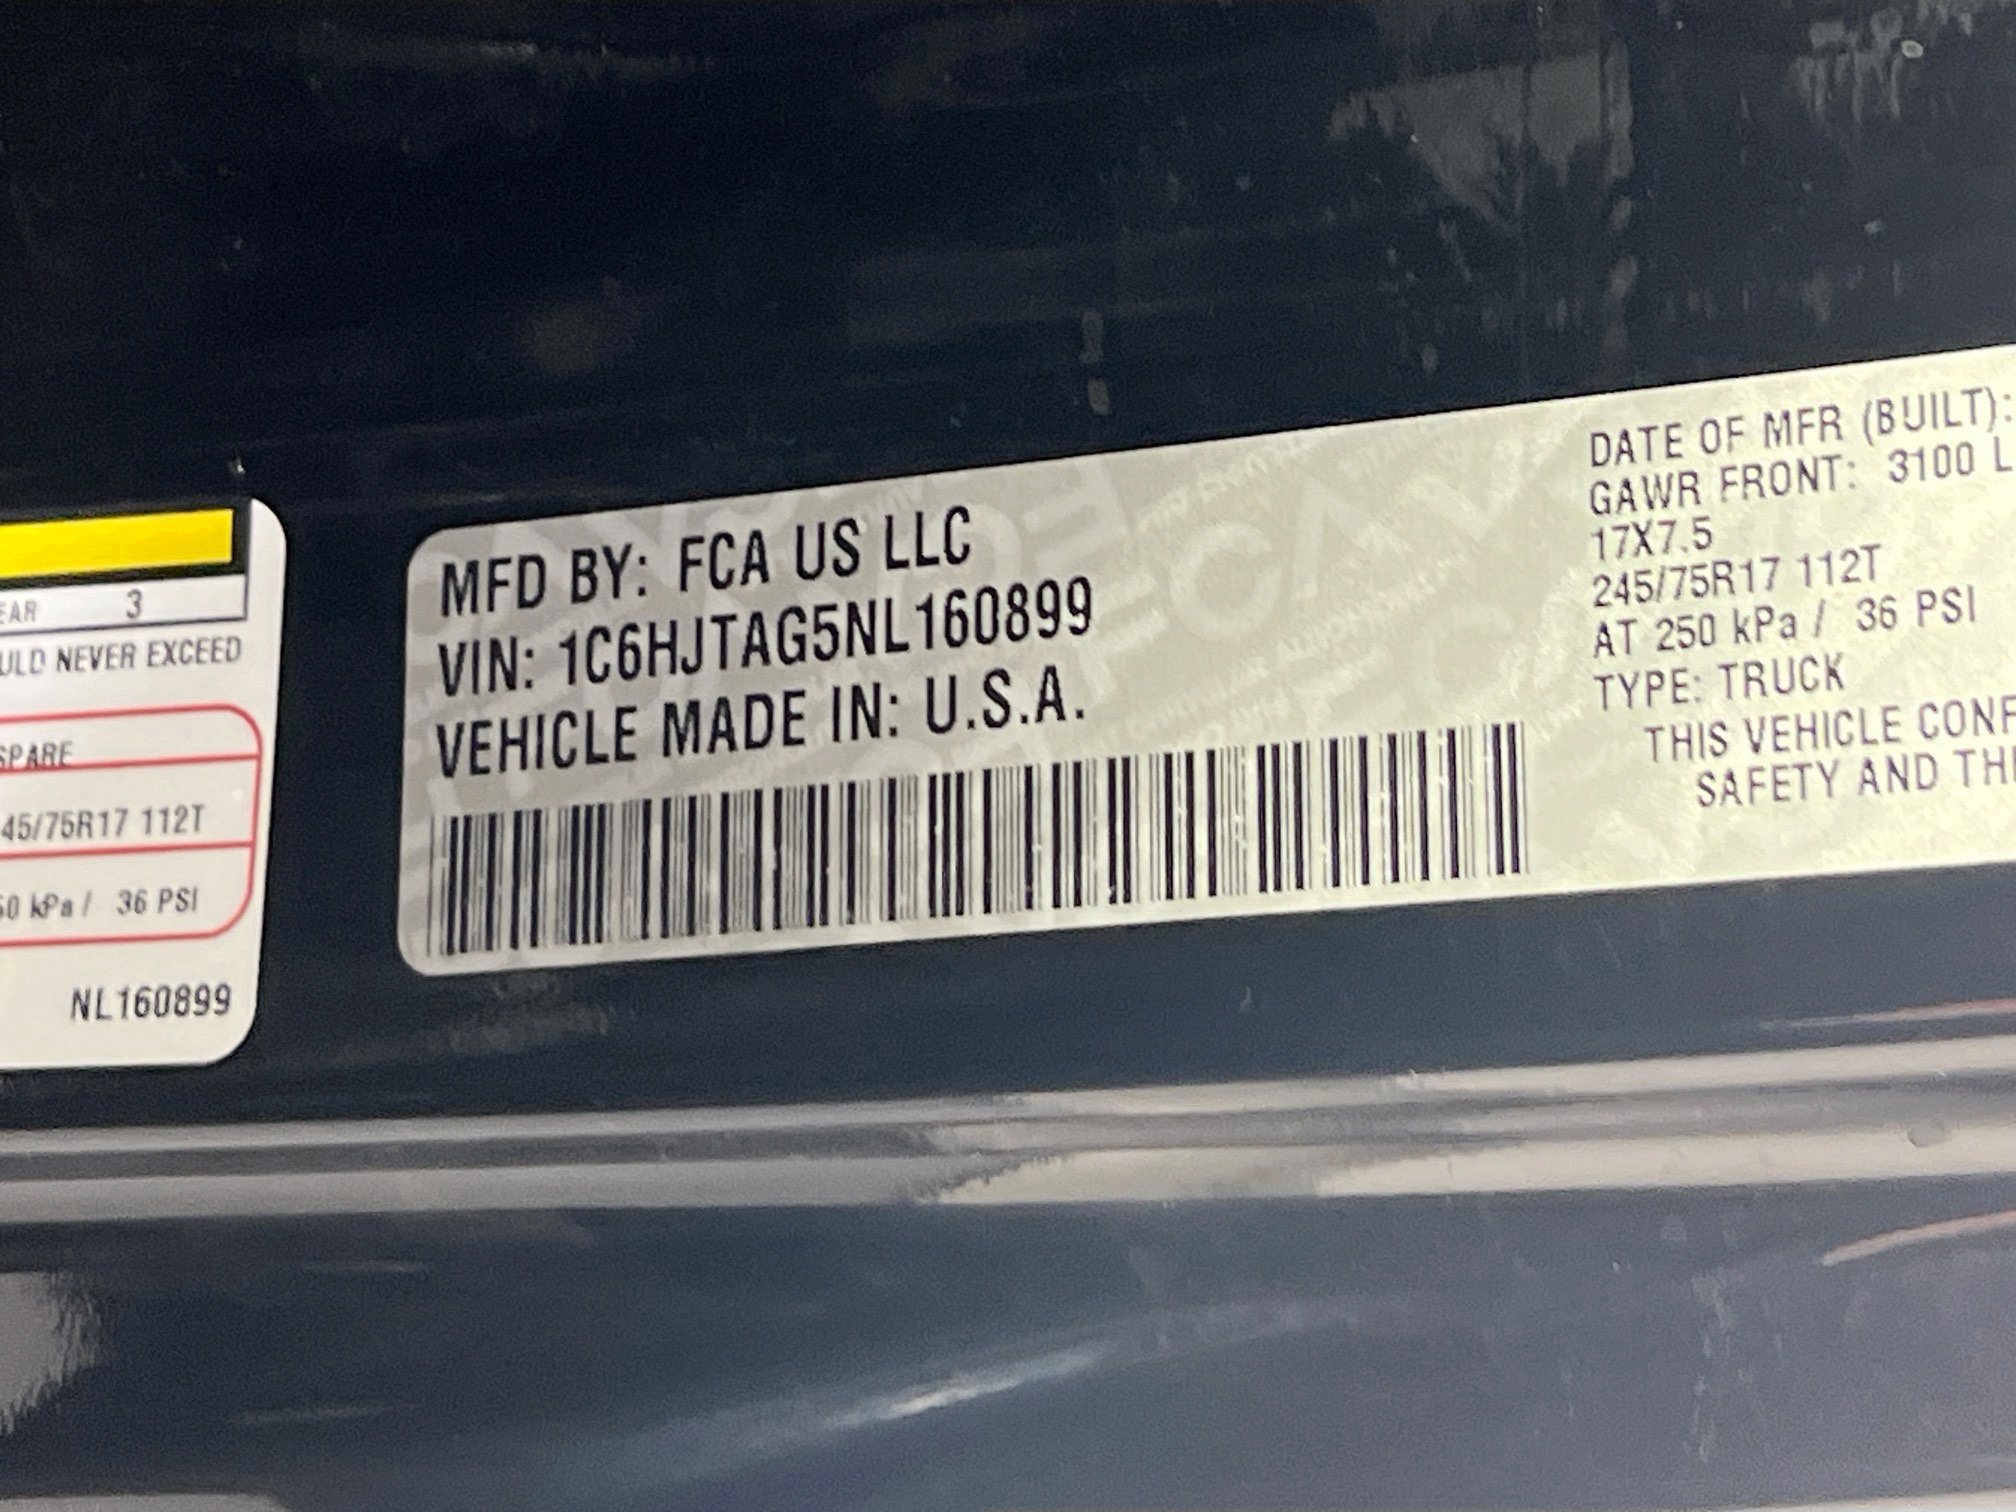 EAR 3
ULD NEVER EXCEED
SPARE
45/75R17 112T
50 kPa / 36 PSI
NL160899
MFD BY: FCA US LLC
VIN: 1C6HJTAG5NL160899
VEHICLE MADE IN: U.S.A.
DATE OF MFR (BUILT):
GAWR FRONT: 3100 L
17X7.5
245/75R17 112T
AT 250 kPa / 36 PSI
TYPE: TRUCK
THIS VEHICLE CONF
SAFETY AND TH